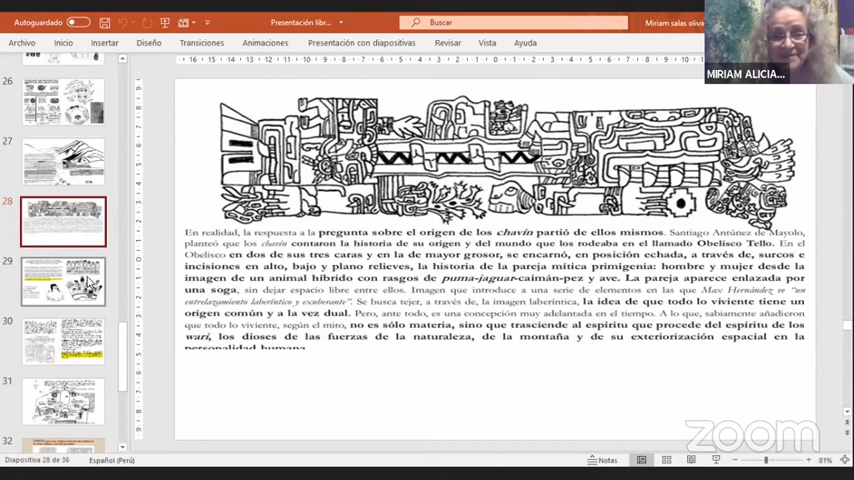 Autoguardado
Presentación libr...
Buscar
Miriam salas oliva
Archivo Inicio Insertar Diseño Transiciones Animaciones Presentación con diapositivas Revisar Vista Ayuda
MIRIAM ALICIA...
26
27
28
29
30
31
32
En realidad, la respuesta a la pregunta sobre el origen de los chavín partió de ellos mismos. Santiago Antúnez de Mayolo,
planteó que los chavín contaron la historia de su origen y del mundo que los rodeaba en el llamado Obelisco Tello. En el
Obelisco en dos de sus tres caras y en la de mayor grosor, se encarnó, en posición echada, a través de, surcos e
incisiones en alto, bajo y plano relieves, la historia de la pareja mítica primigenia: hombre y mujer desde la
imagen de un animal híbrido con rasgos de puma-jaguar-caimán-pez y ave. La pareja aparece enlazada por
una soga, sin dejar espacio libre entre ellos. Imagen que introduce a una serie de elementos en las que Max Hernández ve "un
entrelazamiento laberíntico y exuberante". Se busca tejer, a través de, la imagen laberíntica, la idea de que todo lo viviente tiene un
origen común y a la vez dual. Pero, ante todo, es una concepción muy adelantada en el tiempo. A lo que, sabiamente añadieron
que todo lo viviente, según el mito, no es sólo materia, sino que trasciende al espíritu que procede del espíritu de los
wari, los dioses de las fuerzas de la naturaleza, de la montaña y de su exteriorización espacial en la
personalidad humana
zoom
Diapositiva 28 de 36 Español (Perú) Notas 81%